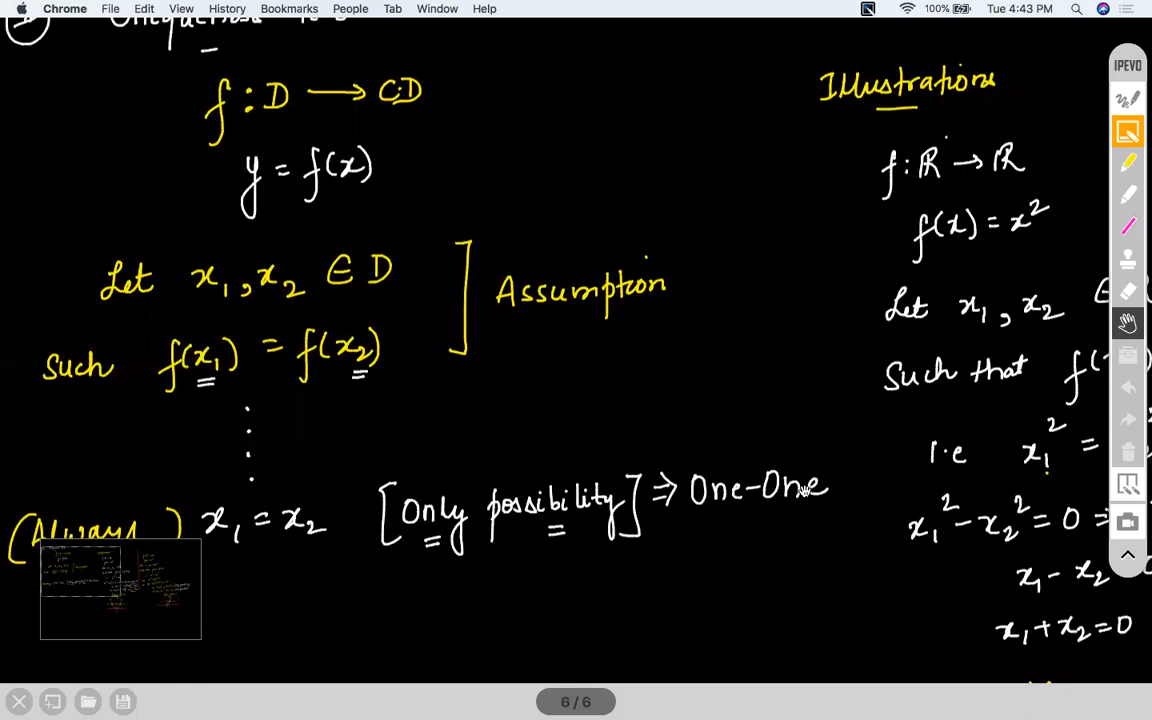 Chrome File Edit View History Bookmarks People Tab Window Help 100% Tue 4:43 PM
IPEVO
f : D → C.D
y = f(x)
Let x₁, x₂ ∈ D
Such f(x₁) = f(x₂)
] Assumption
(Always) x₁ = x₂ [Only possibility] ⇒ One-One
Illustrations
f : ℝ → ℝ
f(x) = x²
Let x₁, x₂ ∈
Such that f(
i.e x₁² =
x₁² - x₂² = 0 =
x₁ - x₂
x₁ + x₂ = 0
6/6